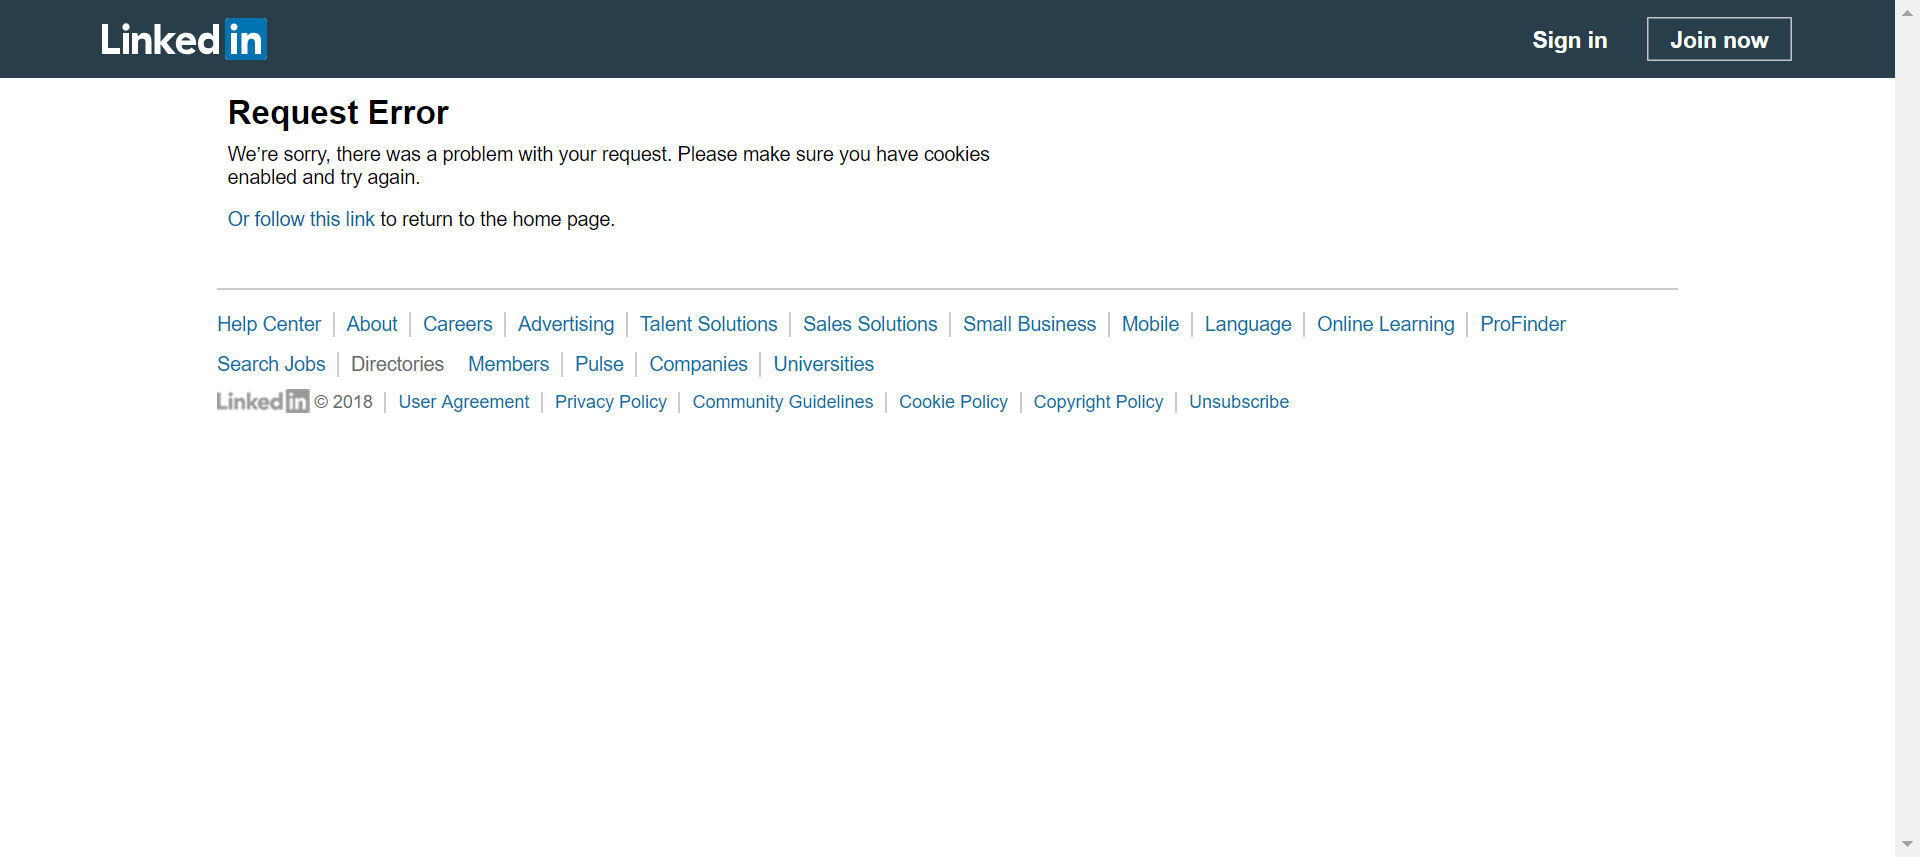 Linked in Sign in Join now
Request Error
We’re sorry, there was a problem with your request. Please make sure you have cookies
enabled and try again.
Or follow this link to return to the home page.
Help Center About Careers Advertising Talent Solutions Sales Solutions Small Business Mobile Language Online Learning ProFinder
Search Jobs Directories Members Pulse Companies Universities
Linked in © 2018 User Agreement Privacy Policy Community Guidelines Cookie Policy Copyright Policy Unsubscribe